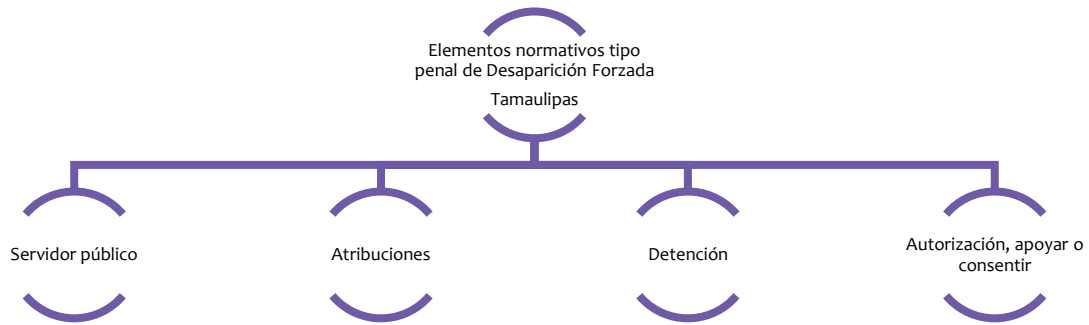 Elementos normativos tipo
penal de Desaparición Forzada
Tamaulipas
Servidor público
Atribuciones
Detención
Autorización, apoyar o
consentir